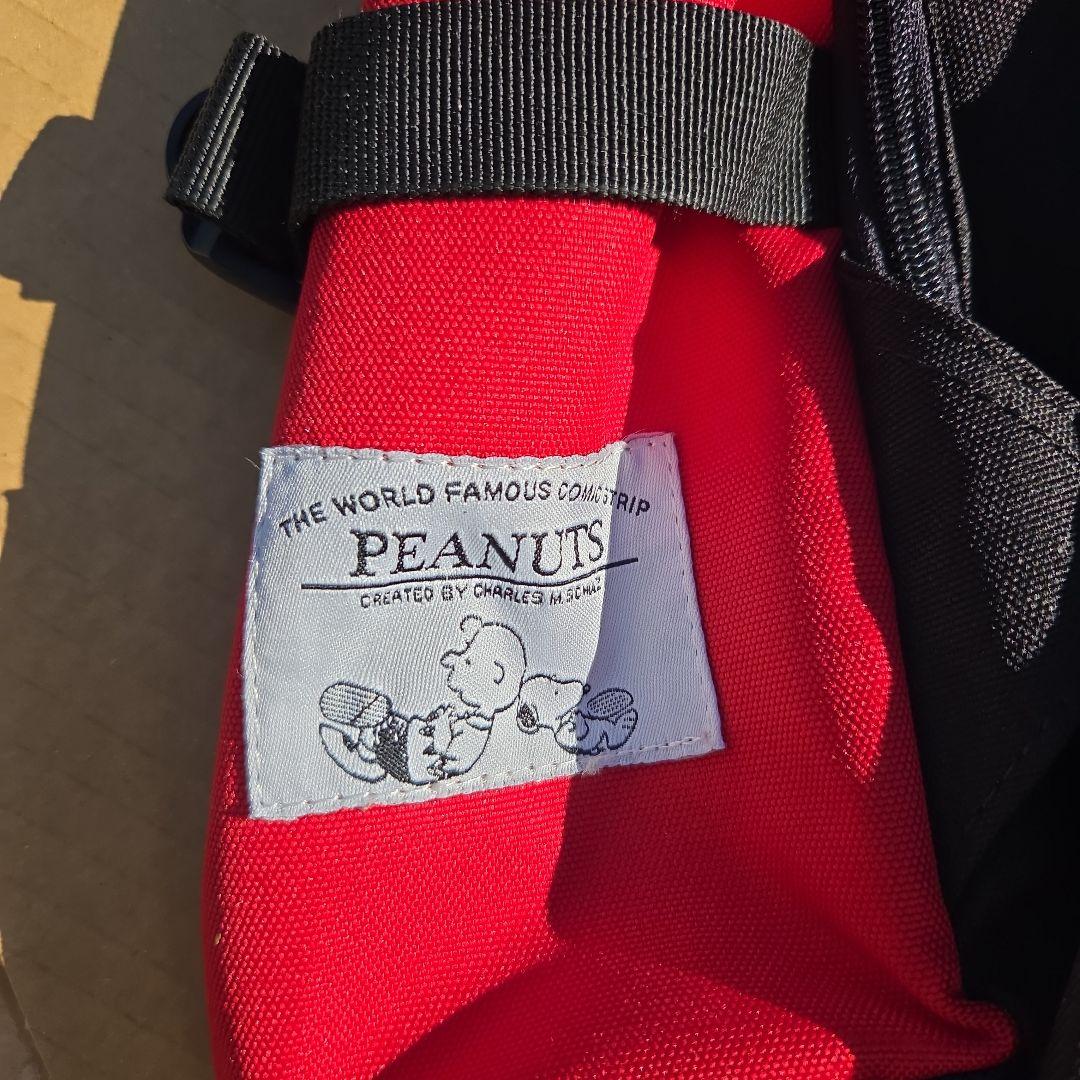 THE WORLD FAMOUS COMIC STRIP
PEANUTS
CREATED BY CHARLES M. SCHULZ